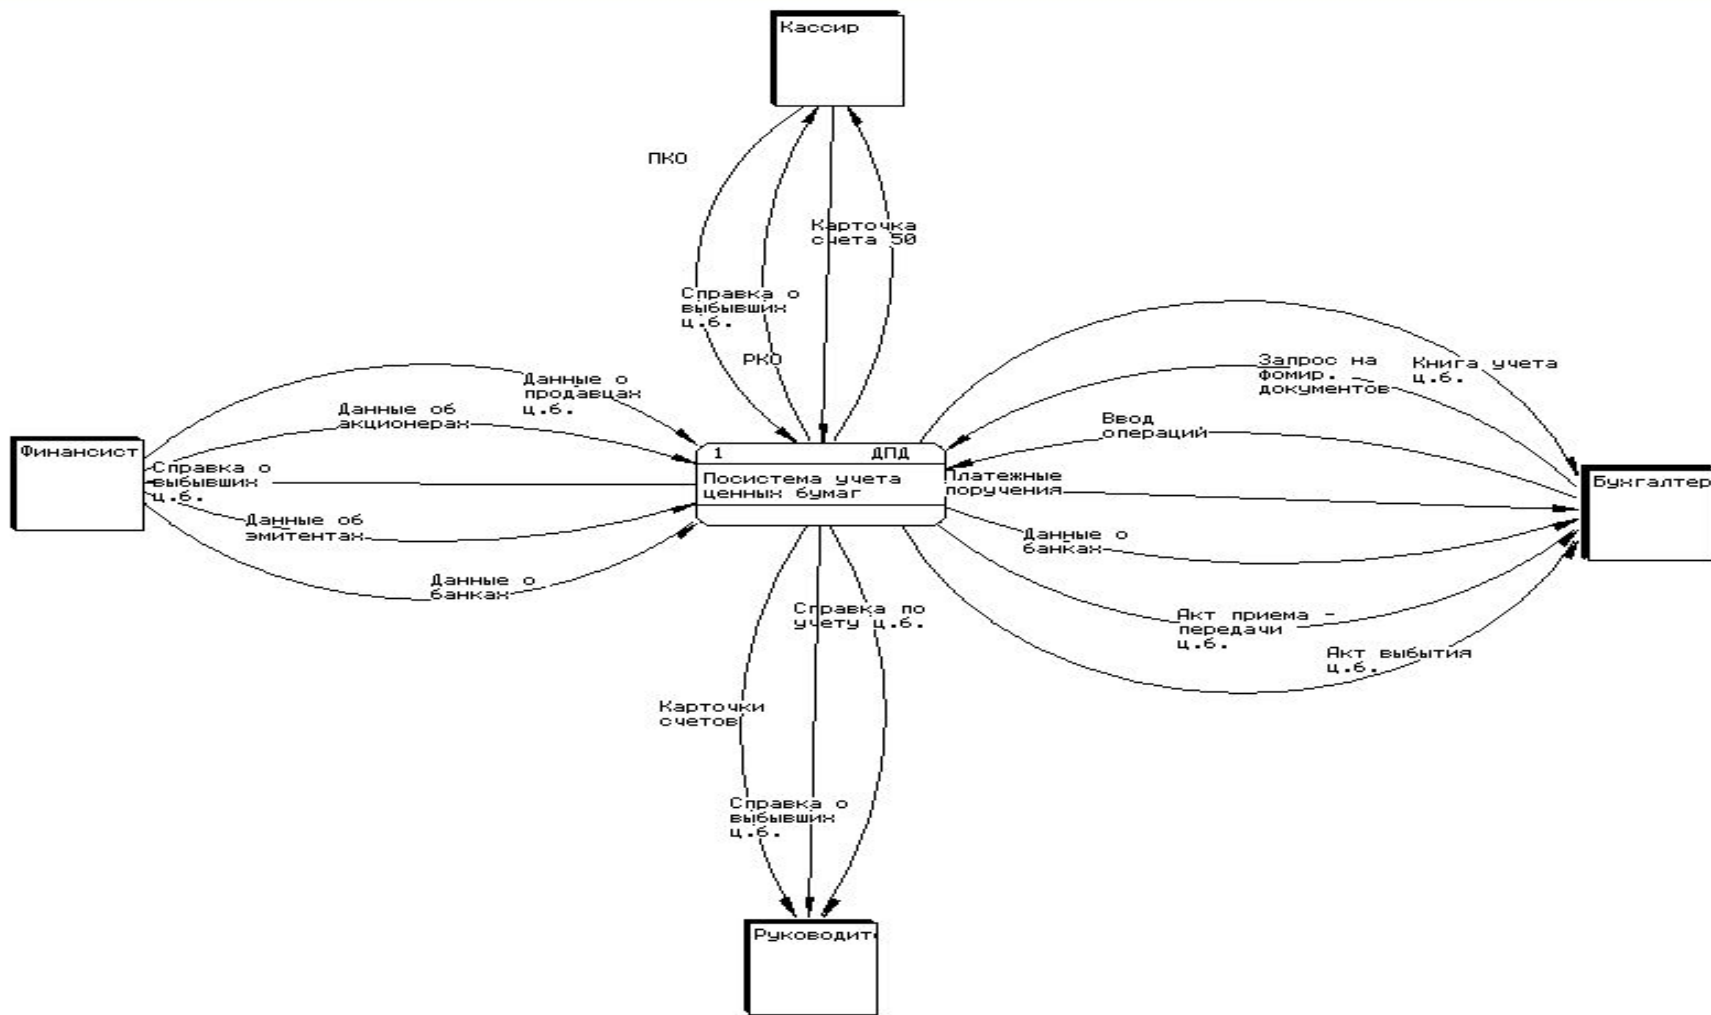 Кассир
ПКО
Карточка
счета 50
Справка о
выбывших
ц.б.
РКО
Данные о
продавцах
ц.б.
Данные об
акционерах
Финансист
Справка о
выбывших
ц.б.
Данные об
эмитентах
Данные о
банках
1 ДПД
Посистема учета
ценных бумаг
Запрос на
фомир.
документов
Книга учета
ц.б.
Ввод
операций
Платежные
поручения
Бухгалтер
Данные о
банках
Акт приема -
передачи
ц.б.
Акт выбытия
ц.б.
Справка по
учету ц.б.
Карточки
счетов
Справка о
выбывших
ц.б.
Руководит